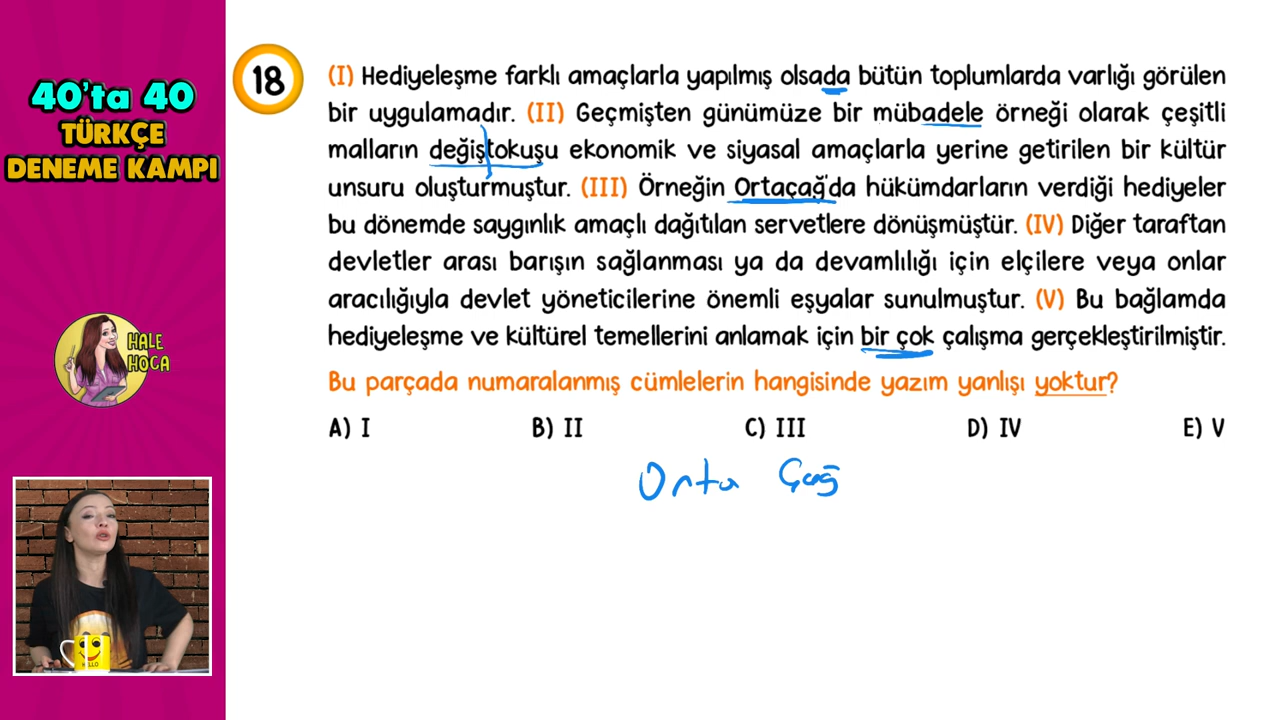 40'ta 40
TÜRKÇE
DENEME KAMPI
HALE
HOCA
HELLO
18
(I) Hediyeleşme farklı amaçlarla yapılmış olsada bütün toplumlarda varlığı görülen
bir uygulamadır. (II) Geçmişten günümüze bir mübadele örneği olarak çeşitli
malların değiştokuşu ekonomik ve siyasal amaçlarla yerine getirilen bir kültür
unsuru oluşturmuştur. (III) Örneğin Ortaçağ'da hükümdarların verdiği hediyeler
bu dönemde saygınlık amaçlı dağıtılan servetlere dönüşmüştür. (IV) Diğer taraftan
devletler arası barışın sağlanması ya da devamlılığı için elçilere veya onlar
aracılığıyla devlet yöneticilerine önemli eşyalar sunulmuştur. (V) Bu bağlamda
hediyeleşme ve kültürel temellerini anlamak için bir çok çalışma gerçekleştirilmiştir.
Bu parçada numaralanmış cümlelerin hangisinde yazım yanlışı yoktur?
A) I B) II C) III D) IV E) V
Orta Çağ